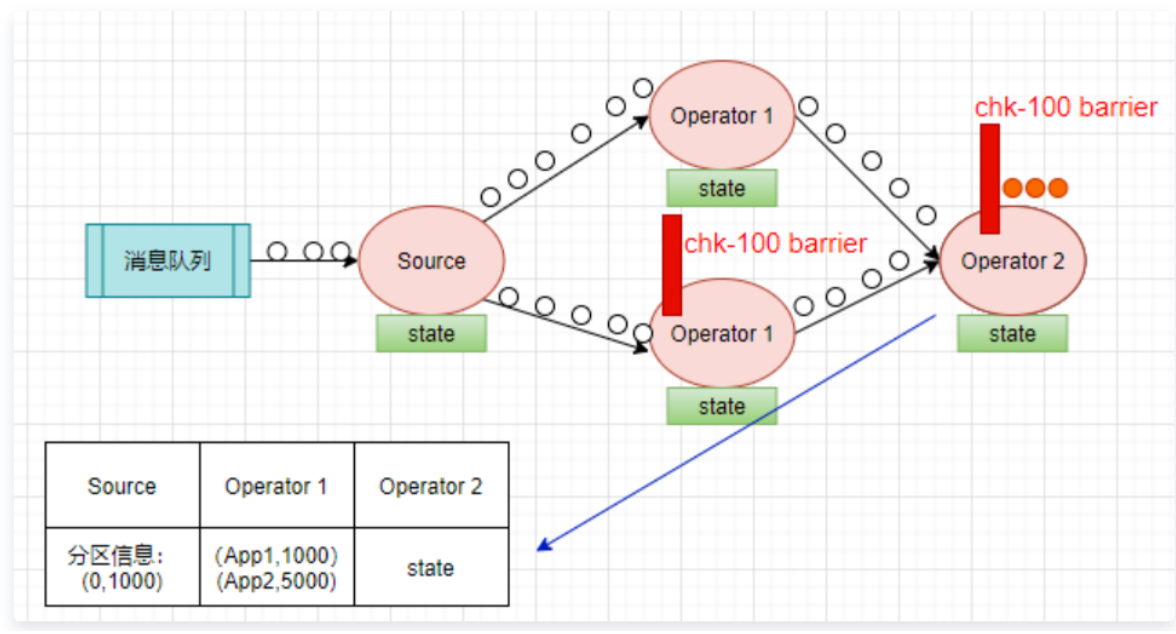 chk-100 barrier
Operator 1
state
chk-100 barrier
消息队列
Source
Operator 2
state
Operator 1
state
state
Source
Operator 1
Operator 2
分区信息：
(0,1000)
(App1,1000)
(App2,5000)
state